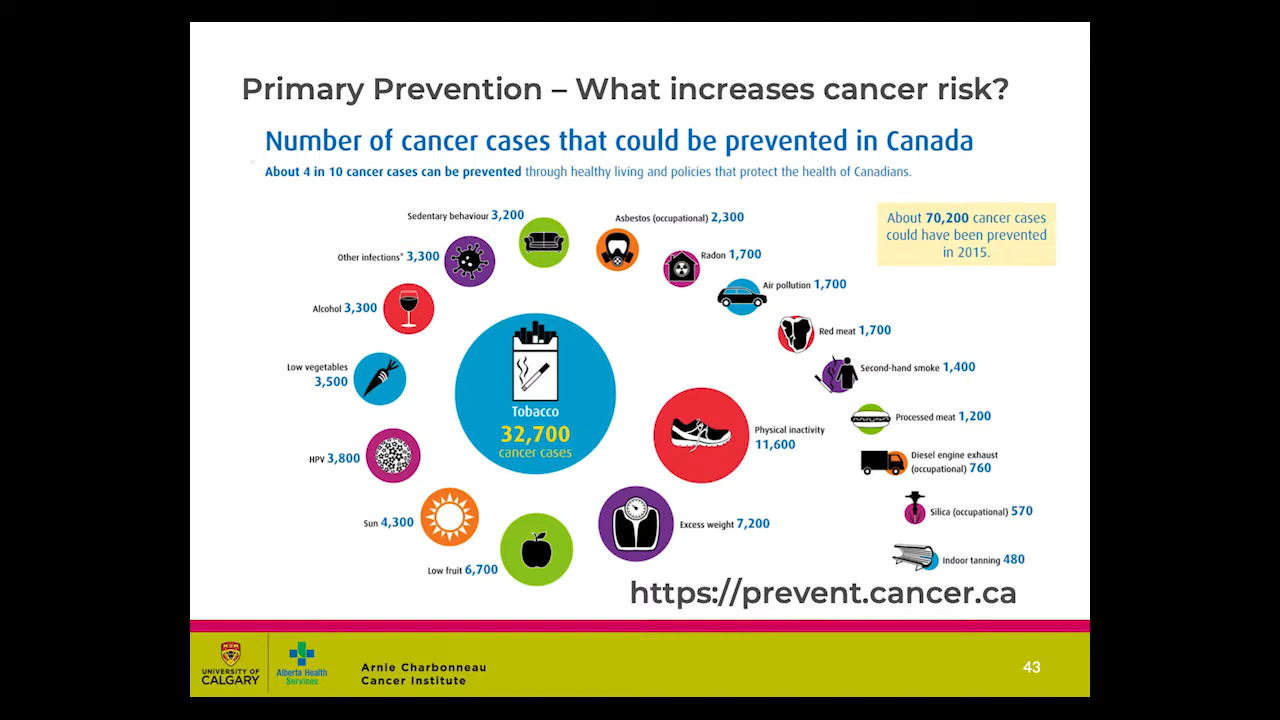 Primary Prevention – What increases cancer risk?
Number of cancer cases that could be prevented in Canada
About 4 in 10 cancer cases can be prevented through healthy living and policies that protect the health of Canadians.
About 70,200 cancer cases
could have been prevented
in 2015.
Tobacco
32,700
cancer cases
Physical inactivity
11,600
Excess weight 7,200
Low fruit 6,700
Sun 4,300
HPV 3,800
Low vegetables
3,500
Alcohol 3,300
Other infections* 3,300
Sedentary behaviour 3,200
Asbestos (occupational) 2,300
Radon 1,700
Air pollution 1,700
Red meat 1,700
Second-hand smoke 1,400
Processed meat 1,200
Diesel engine exhaust
(occupational) 760
Silica (occupational) 570
Indoor tanning 480
https://prevent.cancer.ca
UNIVERSITY OF
CALGARY
Alberta Health
Services
Arnie Charbonneau
Cancer Institute
43